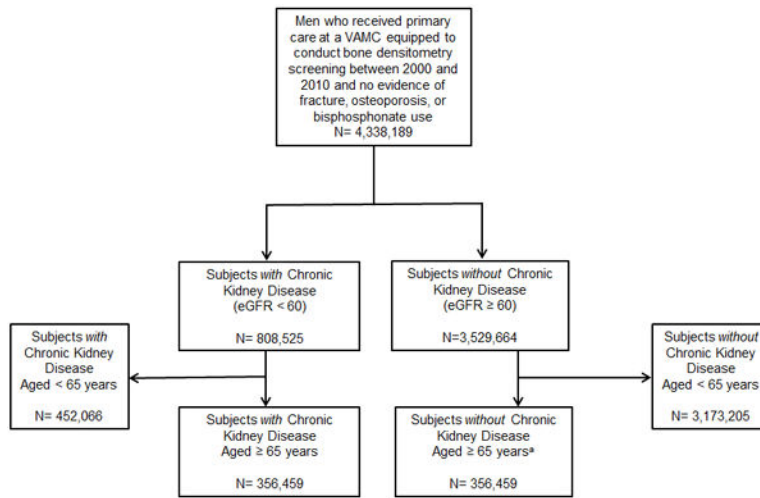 Men who received primary
care at a VAMC equipped to
conduct bone densitometry
screening between 2000 and
2010 and no evidence of
fracture, osteoporosis, or
bisphosphonate use
N= 4,338,189
Subjects with Chronic
Kidney Disease
(eGFR < 60)
N= 808,525
Subjects without Chronic
Kidney Disease
(eGFR ≥ 60)
N=3,529,664
Subjects with
Chronic Kidney
Disease
Aged < 65 years
N= 452,066
Subjects without
Chronic Kidney
Disease
Aged < 65 years
N= 3,173,205
Subjects with Chronic
Kidney Disease
Aged ≥ 65 years
N= 356,459
Subjects without Chronic
Kidney Disease
Aged ≥ 65 yearsª
N= 356,459